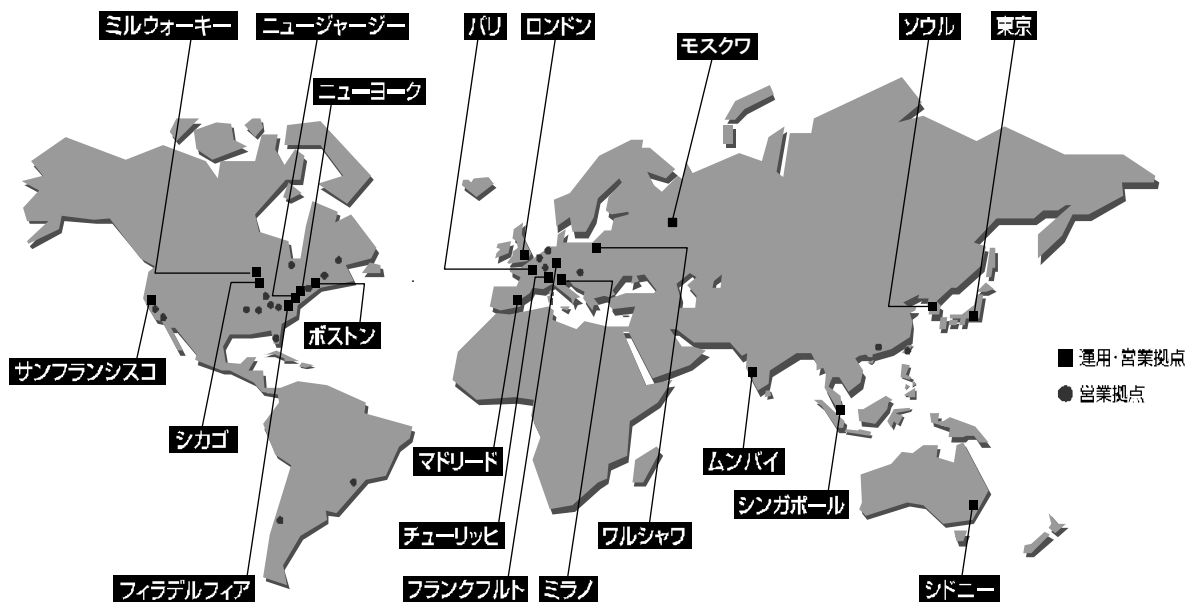 ミルウォーキー
ニュージャージー
パリ
ロンドン
モスクワ
ソウル
東京
ニューヨーク
ボストン
サンフランシスコ
運用・営業拠点
営業拠点
シカゴ
マドリード
ムンバイ
シンガポール
チューリッヒ
ワルシャワ
フィラデルフィア
フランクフルト
ミラノ
シドニー